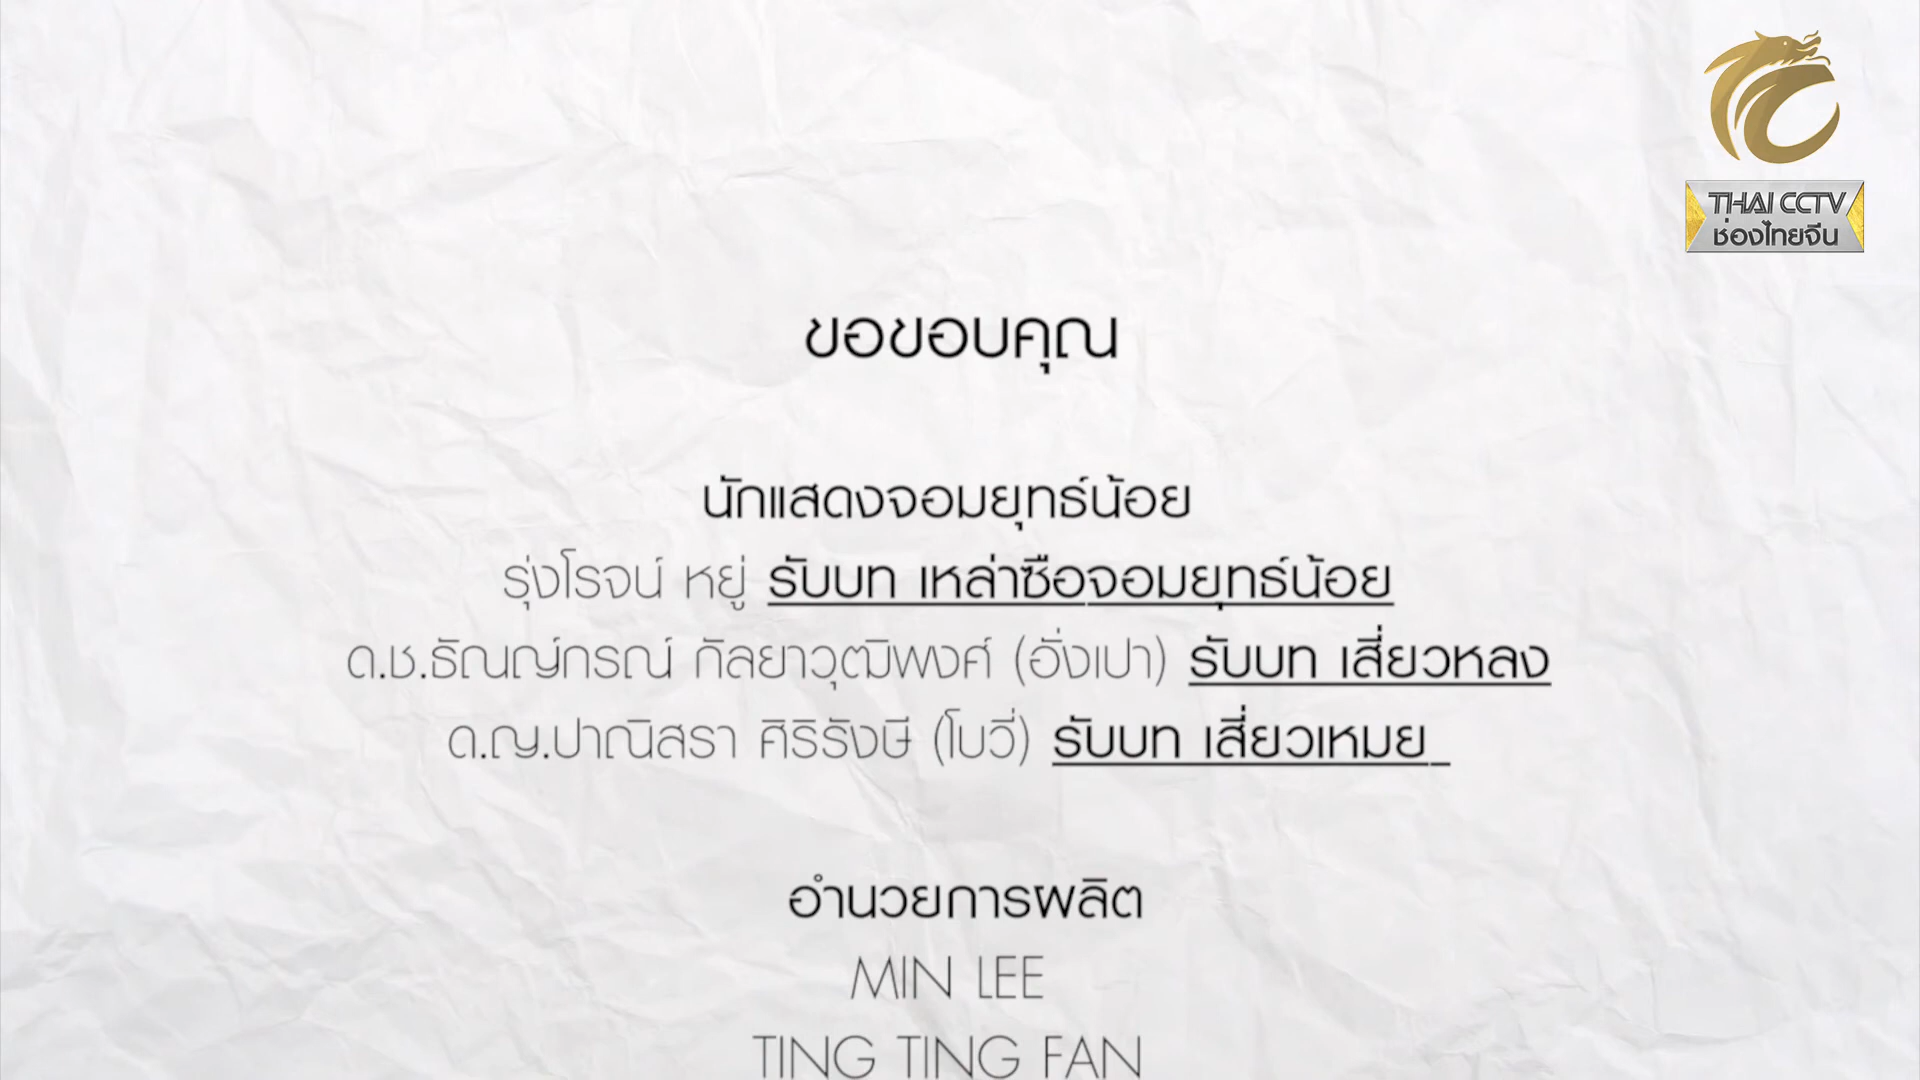 THAI CCTV
ช่องไทยจีน
ขอขอบคุณ
นักแสดงจอมยุทธ์น้อย
รุ่งโรจน์ หยู่ รับบท เหล่าซือจอมยุทธ์น้อย
ด.ช.ธัณญ์กรณ์ กัลยาวุฒิพงศ์ (อั่งเปา) รับบท เสี่ยวหลง
ด.ญ.ปาณิสรา ศิริรังษี (โบวี่) รับบท เสี่ยวเหมย
อำนวยการผลิต
MIN LEE
TING TING FAN